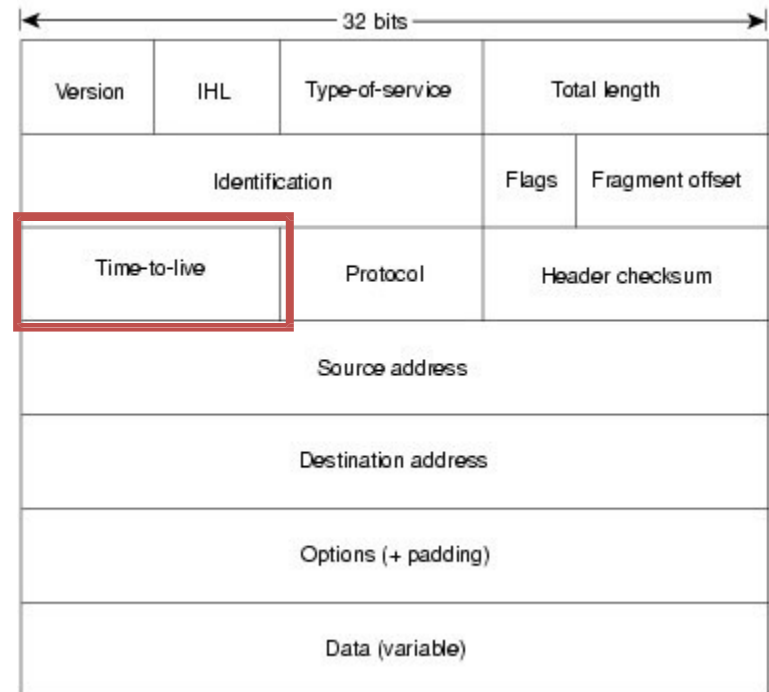 32 bits
Version IHL Type-of-service Total length
Identification Flags Fragment offset
Time-to-live Protocol Header checksum
Source address
Destination address
Options (+ padding)
Data (variable)